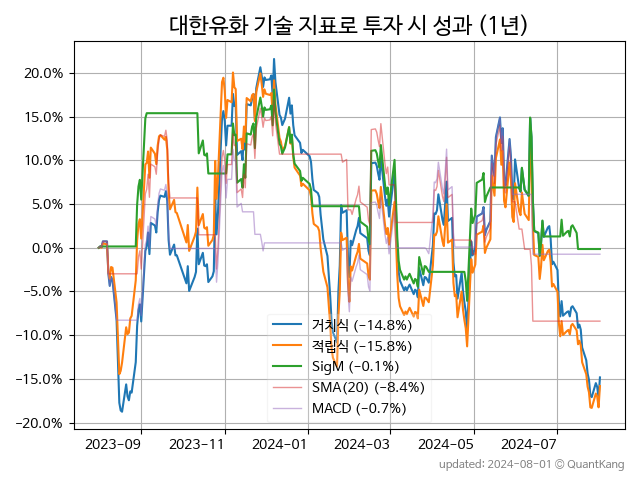 대한유화 기술 지표로 투자 시 성과 (1년)
20.0%
15.0%
10.0%
5.0%
0.0%
−5.0%
−10.0%
−15.0%
−20.0%
거치식 (−14.8%)
적립식 (−15.8%)
SigM (−0.1%)
SMA(20) (−8.4%)
MACD (−0.7%)
2023-09 2023-11 2024-01 2024-03 2024-05 2024-07
updated: 2024-08-01 ⓒ QuantKang